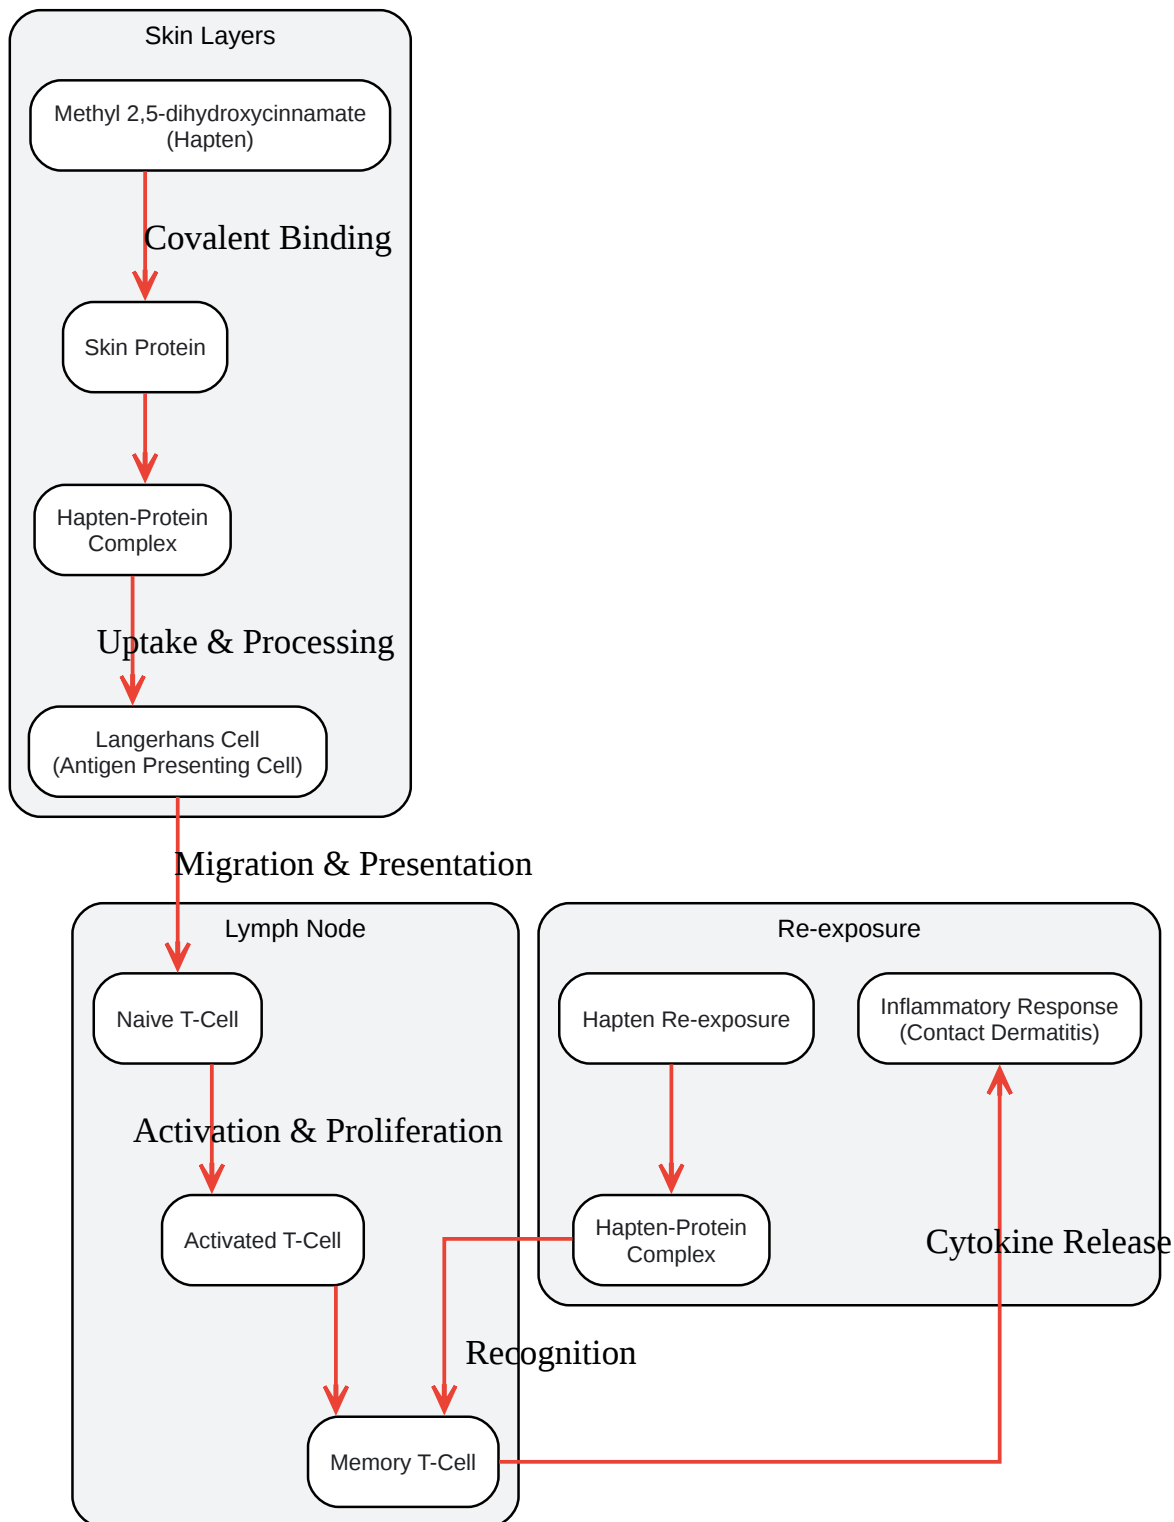 Skin Layers
Methyl 2,5-dihydroxycinnamate
(Hapten)
Covalent Binding
Skin Protein
Hapten-Protein
Complex
Uptake & Processing
Langerhans Cell
(Antigen Presenting Cell)
Migration & Presentation
Lymph Node
Naive T-Cell
Activation & Proliferation
Activated T-Cell
Memory T-Cell
Re-exposure
Hapten Re-exposure
Hapten-Protein
Complex
Recognition
Inflammatory Response
(Contact Dermatitis)
Cytokine Release